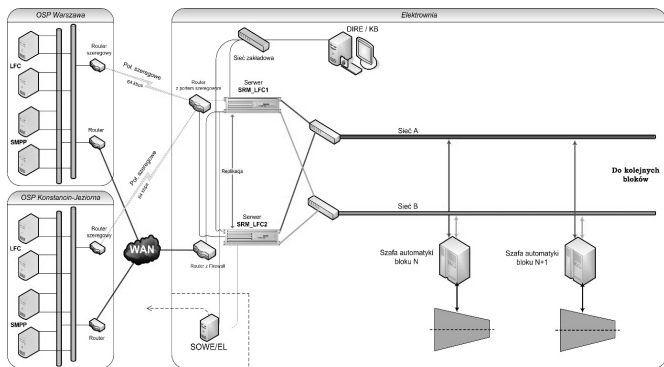 OSP Warszawa
Router
szeregowy
LFC
SMPP
Router
OSP Konstancin-Jeziorna
LFC
Router
szeregowy
SMPP
Router
Poł. szeregowe
64 kbps
Poł. szeregowe
64 kbps
WAN
Elektrownia
DIRE / KB
Sieć zakładowa
Router
z portem szeregowym
Serwer
SRM_LFC1
Replikacja
Serwer
SRM_LFC2
Router z Firewall
SOWE/EL
Sieć A
Sieć B
Do kolejnych
bloków
Szafa automatyki
bloku N
Szafa automatyki
bloku N+1